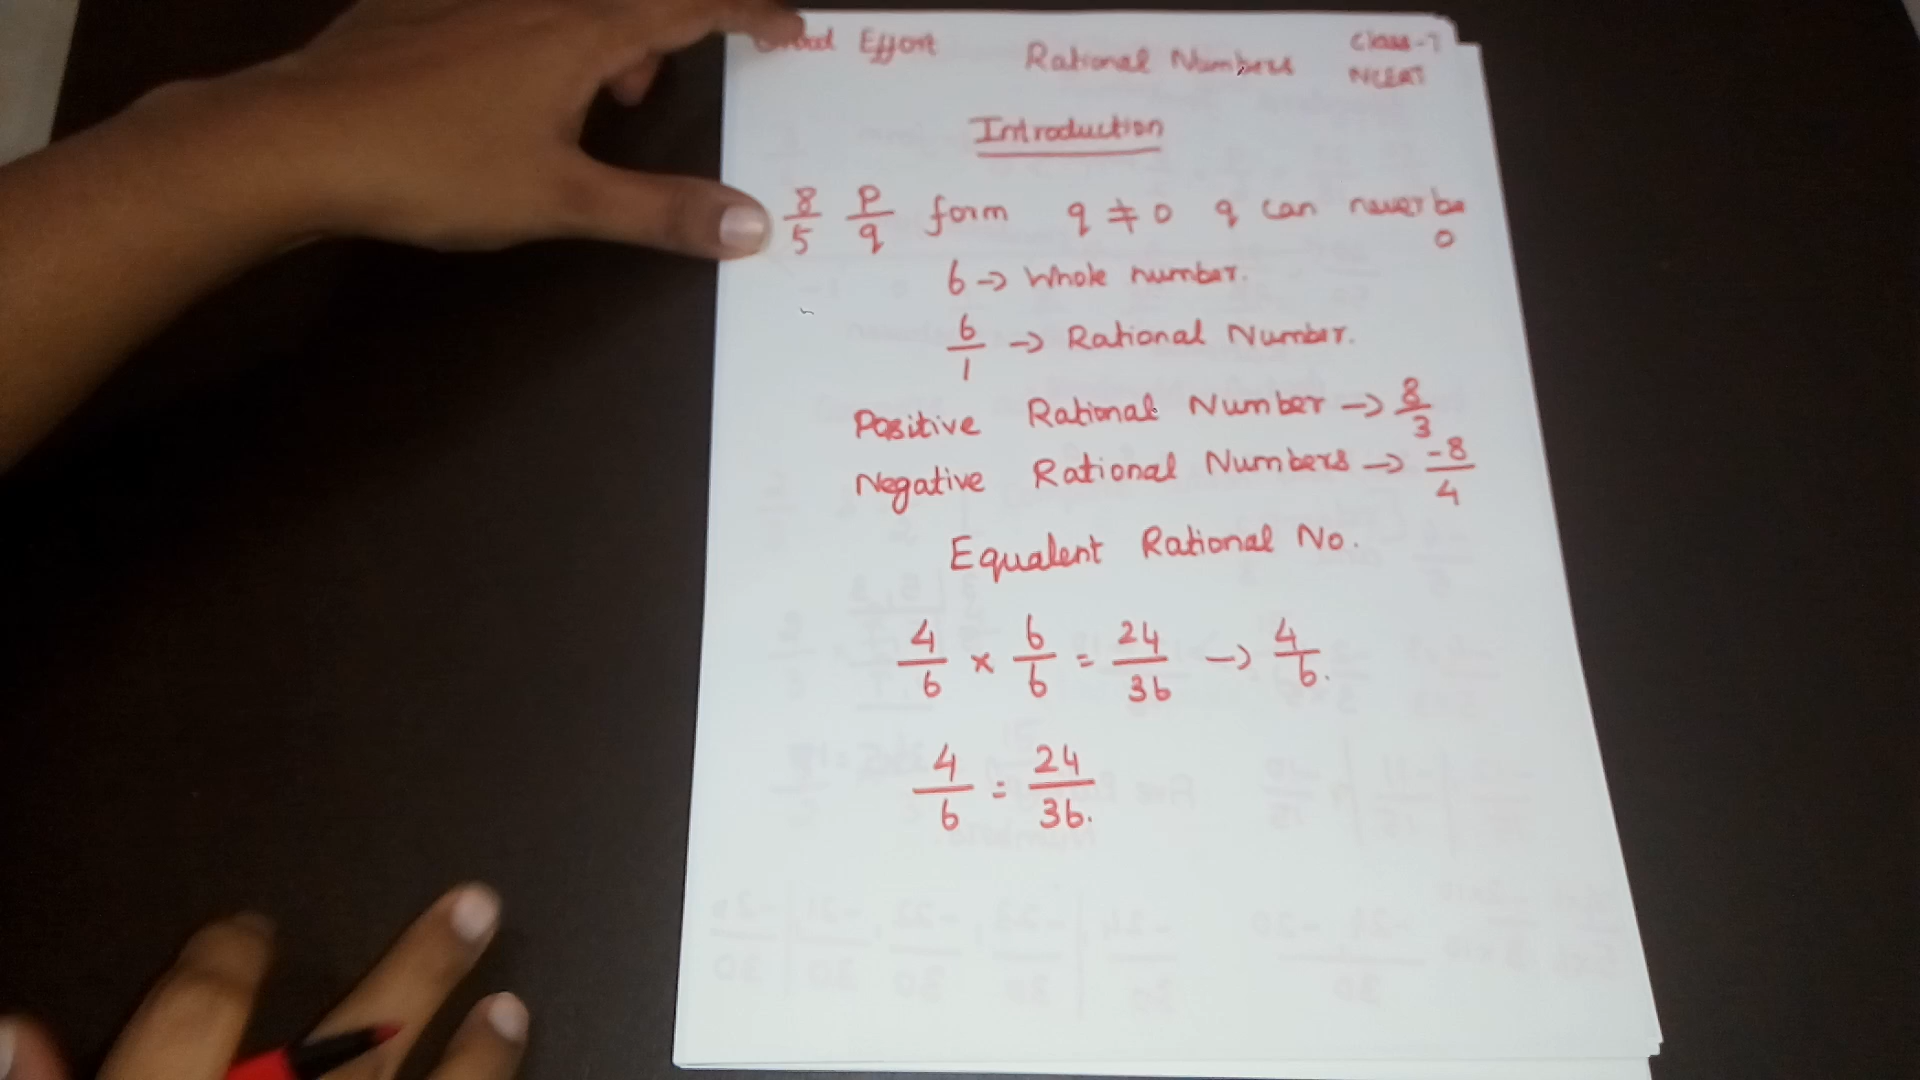 Effort Rational Numbers Class-7
NCERT
Introduction
8/5 p/q form q ≠ 0 q can never be 0
6 -> Whole number.
6/1 -> Rational Number.
Positive Rational Number -> 8/3
Negative Rational Numbers -> -8/4
Equalent Rational No.
4/6 x 6/6 = 24/36 -> 4/6.
4/6 = 24/36.